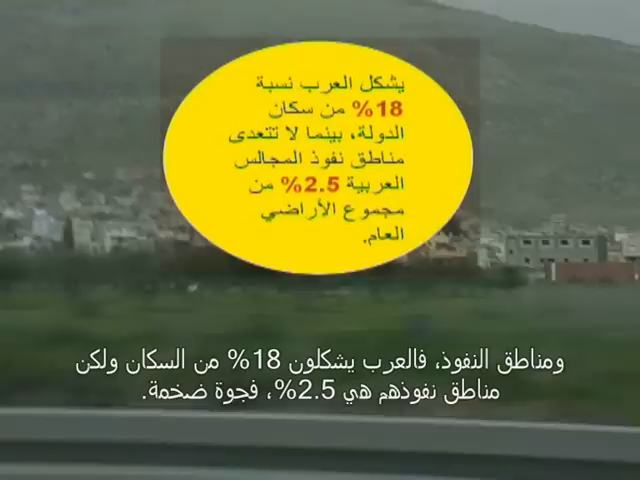 يشكل العرب نسبة
18% من سكان
الدولة، بينما لا تتعدى
مناطق نفوذ المجالس
العربية 2.5% من
مجموع الأراضي
العام.
ومناطق النفوذ، فالعرب يشكلون 18% من السكان ولكن
مناطق نفوذهم هي 2.5%، فجوة ضخمة.